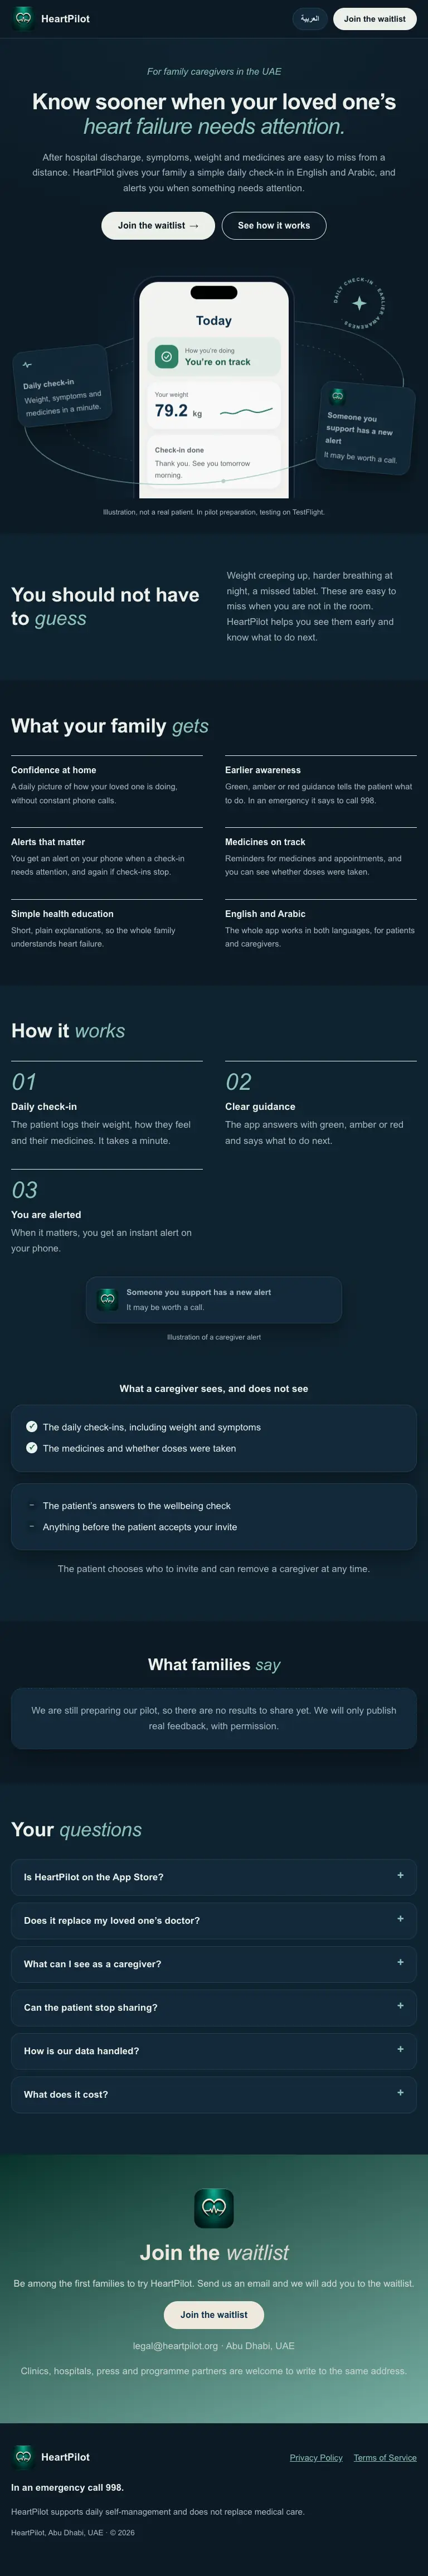 HeartPilot
العربية
Join the waitlist
For family caregivers in the UAE
Know sooner when your loved one’s
heart failure needs attention.
After hospital discharge, symptoms, weight and medicines are easy to miss from a
distance. HeartPilot gives your family a simple daily check-in in English and Arabic, and
alerts you when something needs attention.
Join the waitlist →
See how it works
DAILY CHECK-IN · EARLIER AWARENESS ·
Today
How you’re doing
You’re on track
Your weight
79.2 kg
Check-in done
Thank you. See you tomorrow
morning.
Daily check-in
Weight, symptoms and
medicines in a minute.
Someone you
support has a new
alert
It may be worth a call.
Illustration, not a real patient. In pilot preparation, testing on TestFlight.
You should not have
to guess
Weight creeping up, harder breathing at
night, a missed tablet. These are easy to
miss when you are not in the room.
HeartPilot helps you see them early and
know what to do next.
What your family gets
Confidence at home
A daily picture of how your loved one is doing,
without constant phone calls.
Earlier awareness
Green, amber or red guidance tells the patient what
to do. In an emergency it says to call 998.
Alerts that matter
You get an alert on your phone when a check-in
needs attention, and again if check-ins stop.
Medicines on track
Reminders for medicines and appointments, and
you can see whether doses were taken.
Simple health education
Short, plain explanations, so the whole family
understands heart failure.
English and Arabic
The whole app works in both languages, for patients
and caregivers.
How it works
01
Daily check-in
The patient logs their weight, how they feel
and their medicines. It takes a minute.
02
Clear guidance
The app answers with green, amber or red
and says what to do next.
03
You are alerted
When it matters, you get an instant alert on
your phone.
Someone you support has a new alert
It may be worth a call.
Illustration of a caregiver alert
What a caregiver sees, and does not see
The daily check-ins, including weight and symptoms
The medicines and whether doses were taken
– The patient’s answers to the wellbeing check
– Anything before the patient accepts your invite
The patient chooses who to invite and can remove a caregiver at any time.
What families say
We are still preparing our pilot, so there are no results to share yet. We will only publish
real feedback, with permission.
Your questions
Is HeartPilot on the App Store? +
Does it replace my loved one’s doctor? +
What can I see as a caregiver? +
Can the patient stop sharing? +
How is our data handled? +
What does it cost? +
Join the waitlist
Be among the first families to try HeartPilot. Send us an email and we will add you to the waitlist.
Join the waitlist
legal@heartpilot.org · Abu Dhabi, UAE
Clinics, hospitals, press and programme partners are welcome to write to the same address.
HeartPilot
Privacy Policy
Terms of Service
In an emergency call 998.
HeartPilot supports daily self-management and does not replace medical care.
HeartPilot, Abu Dhabi, UAE · © 2026